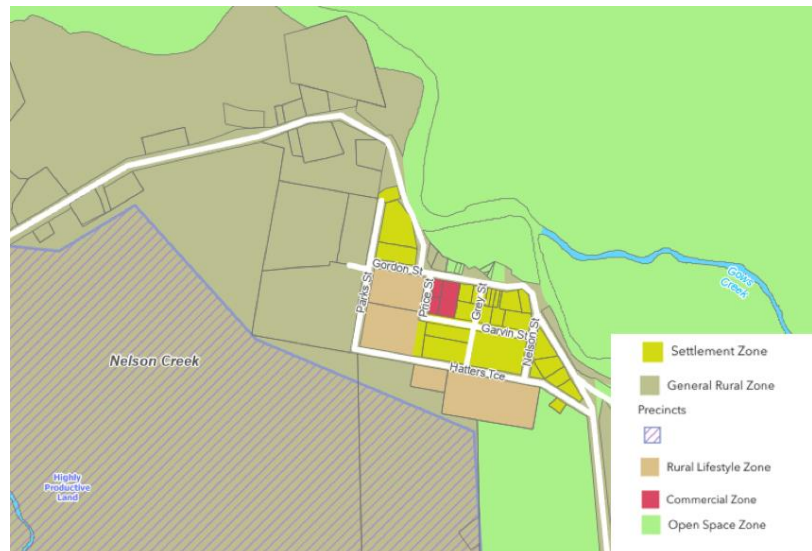 Gows
Creek
Gordon St
Parks St
Price St
Grey St
Garvin St
Nelson St
Hatters Tce
Nelson Creek
Highly
Productive
Land
Settlement Zone
General Rural Zone
Precincts
Rural Lifestyle Zone
Commercial Zone
Open Space Zone